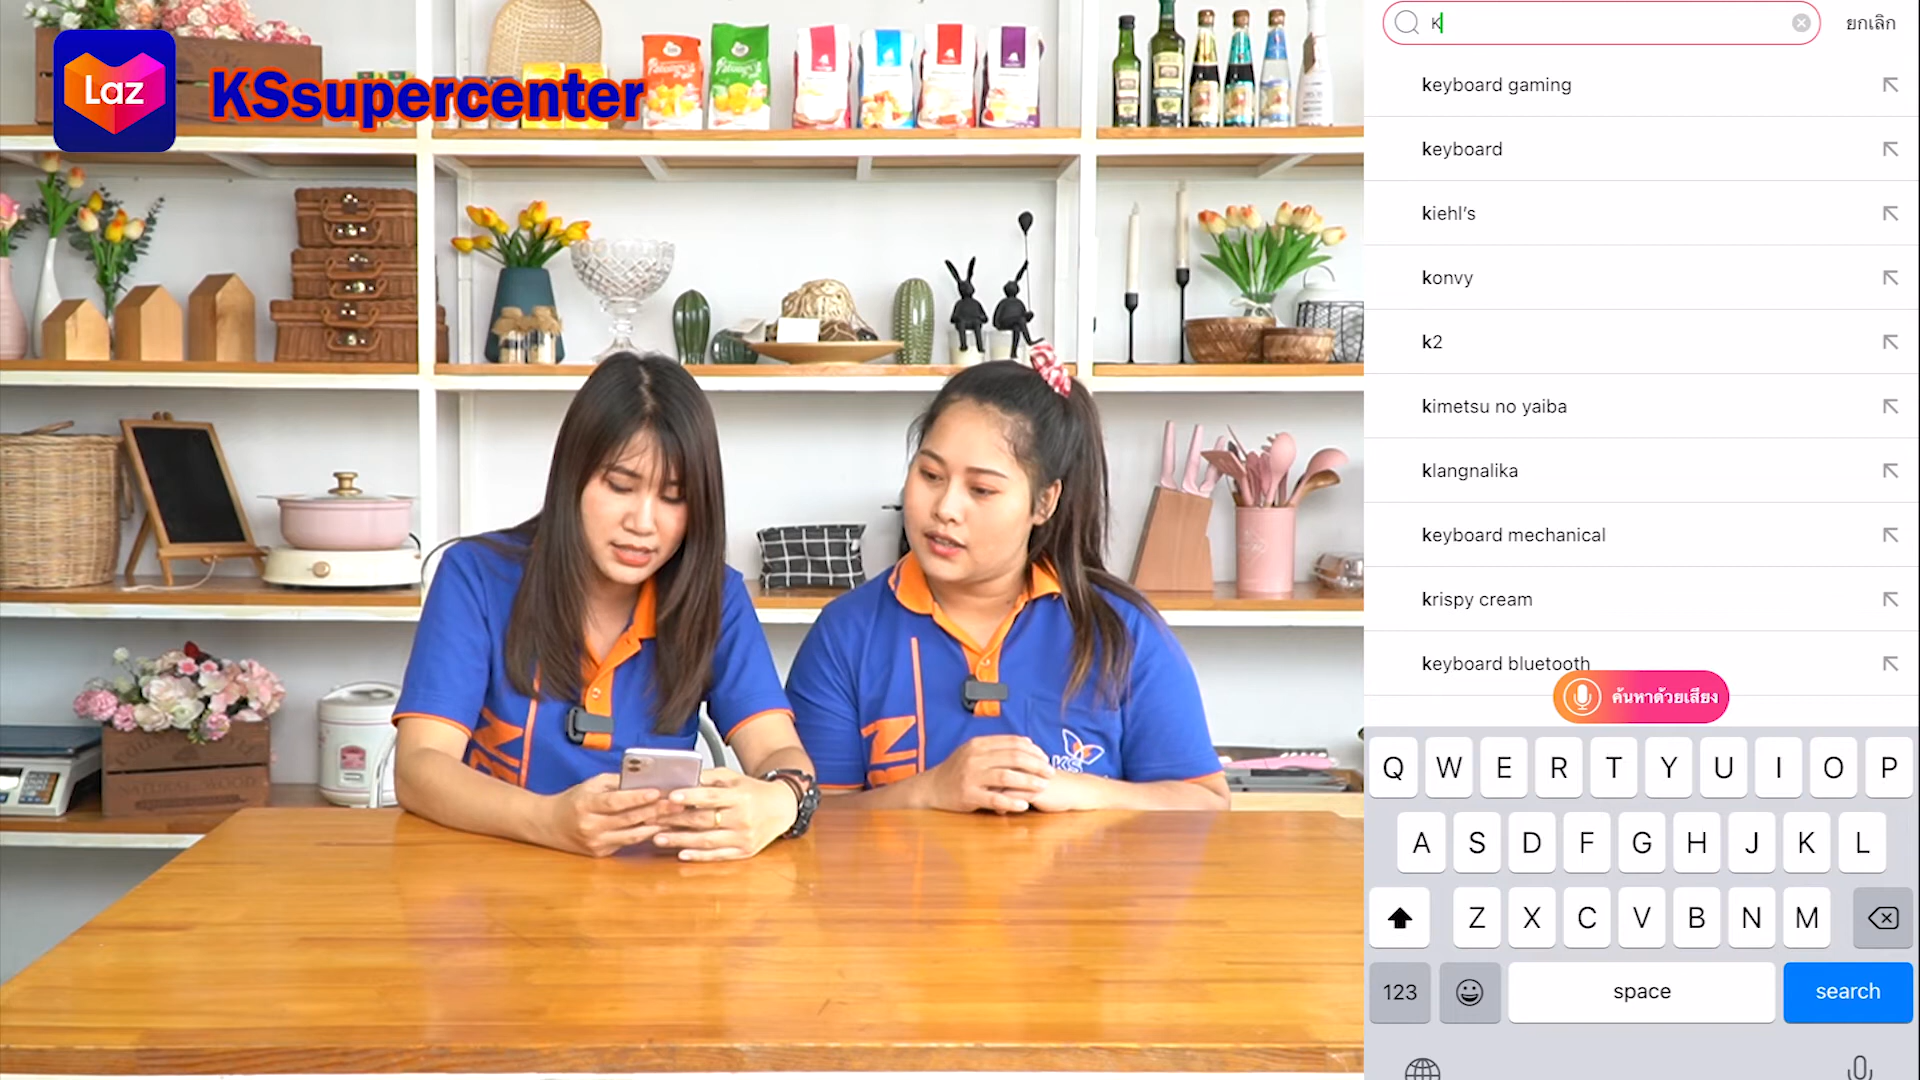 Laz
KSsupercenter
K
ยกเลิก
keyboard gaming
keyboard
kiehl's
konvy
k2
kimetsu no yaiba
klangnalika
keyboard mechanical
krispy cream
keyboard bluetooth
ค้นหาด้วยเสียง
Q W E R T Y U I O P
A S D F G H J K L
Z X C V B N M
123 space search
KS